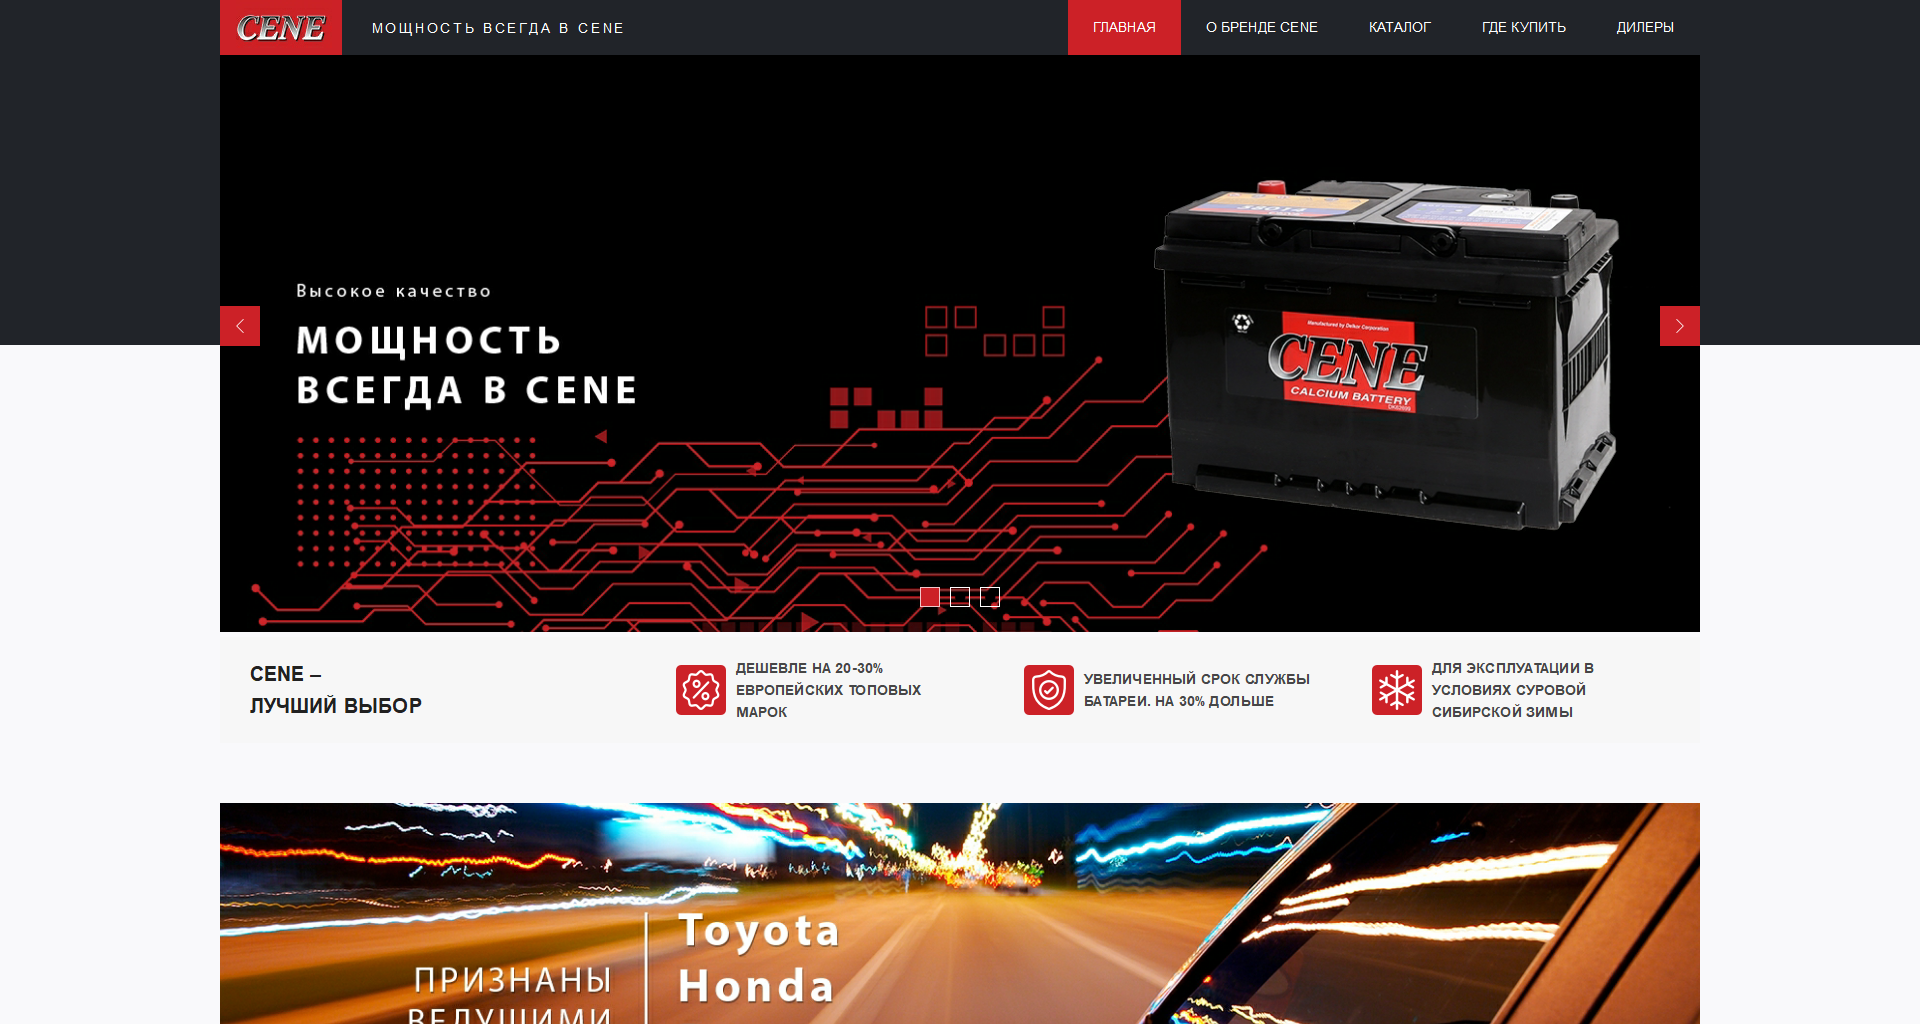 CENE
МОЩНОСТЬ ВСЕГДА В CENE
ГЛАВНАЯ
О БРЕНДЕ CENE
КАТАЛОГ
ГДЕ КУПИТЬ
ДИЛЕРЫ
Высокое качество
МОЩНОСТЬ
ВСЕГДА В CENE
58014
Manufactured by Delkor Corporation
CENE
CALCIUM BATTERY
CENE –
ЛУЧШИЙ ВЫБОР
ДЕШЕВЛЕ НА 20-30%
ЕВРОПЕЙСКИХ ТОПОВЫХ
МАРОК
УВЕЛИЧЕННЫЙ СРОК СЛУЖБЫ
БАТАРЕИ. НА 30% ДОЛЬШЕ
ДЛЯ ЭКСПЛУАТАЦИИ В
УСЛОВИЯХ СУРОВОЙ
СИБИРСКОЙ ЗИМЫ
Toyota
Honda
ПРИЗНАНЫ
ВЕДУЩИМИ